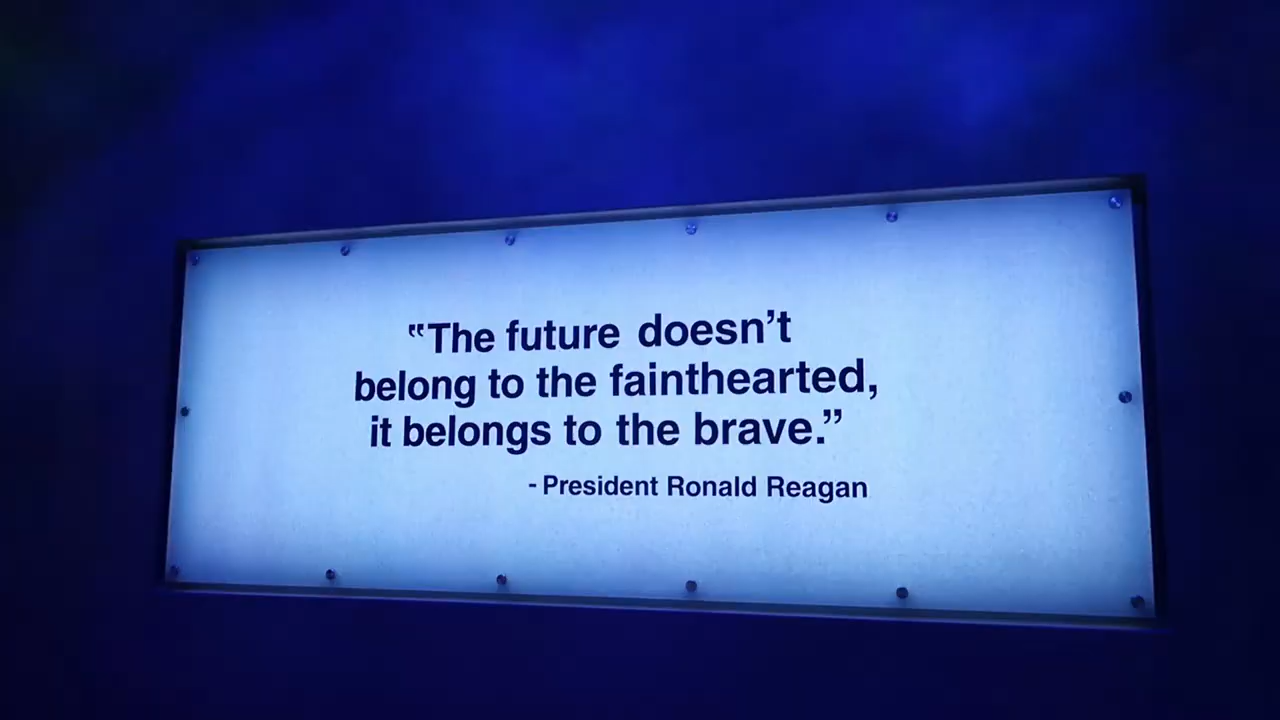 “The future doesn’t
belong to the fainthearted,
it belongs to the brave.”
- President Ronald Reagan